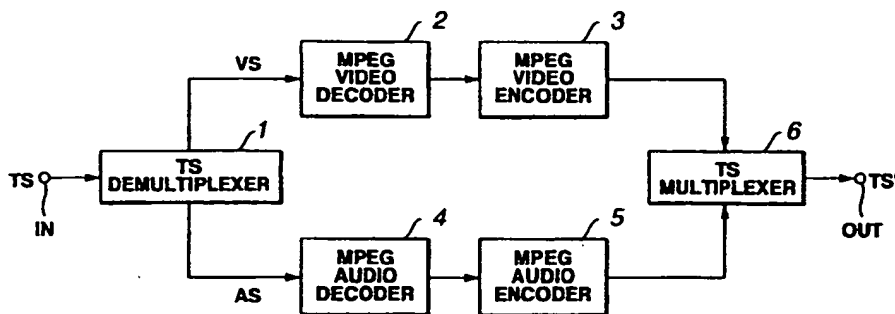 2
3
VS
MPEG
VIDEO
DECODER
MPEG
VIDEO
ENCODER
1
6
TS
TS
DEMULTIPLEXER
TS
MULTIPLEXER
TS'
IN
4
5
OUT
AS
MPEG
AUDIO
DECODER
MPEG
AUDIO
ENCODER